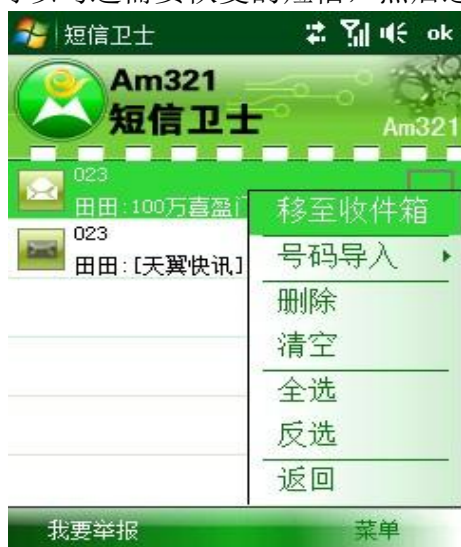 短信卫士 ok
Am321
短信卫士
Am321
023
田田:100万喜盈门
023
田田:[天翼快讯]
移至收件箱
号码导入
删除
清空
全选
反选
返回
我要举报 菜单